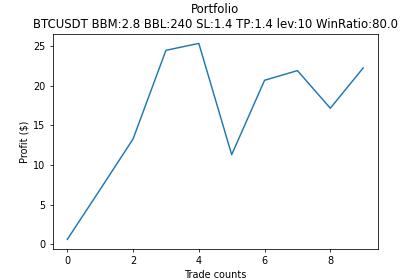 Portfolio
BTCUSDT BBM:2.8 BBL:240 SL:1.4 TP:1.4 lev:10 WinRatio:80.0
25
20
15
10
5
0
Profit ($)
0 2 4 6 8
Trade counts